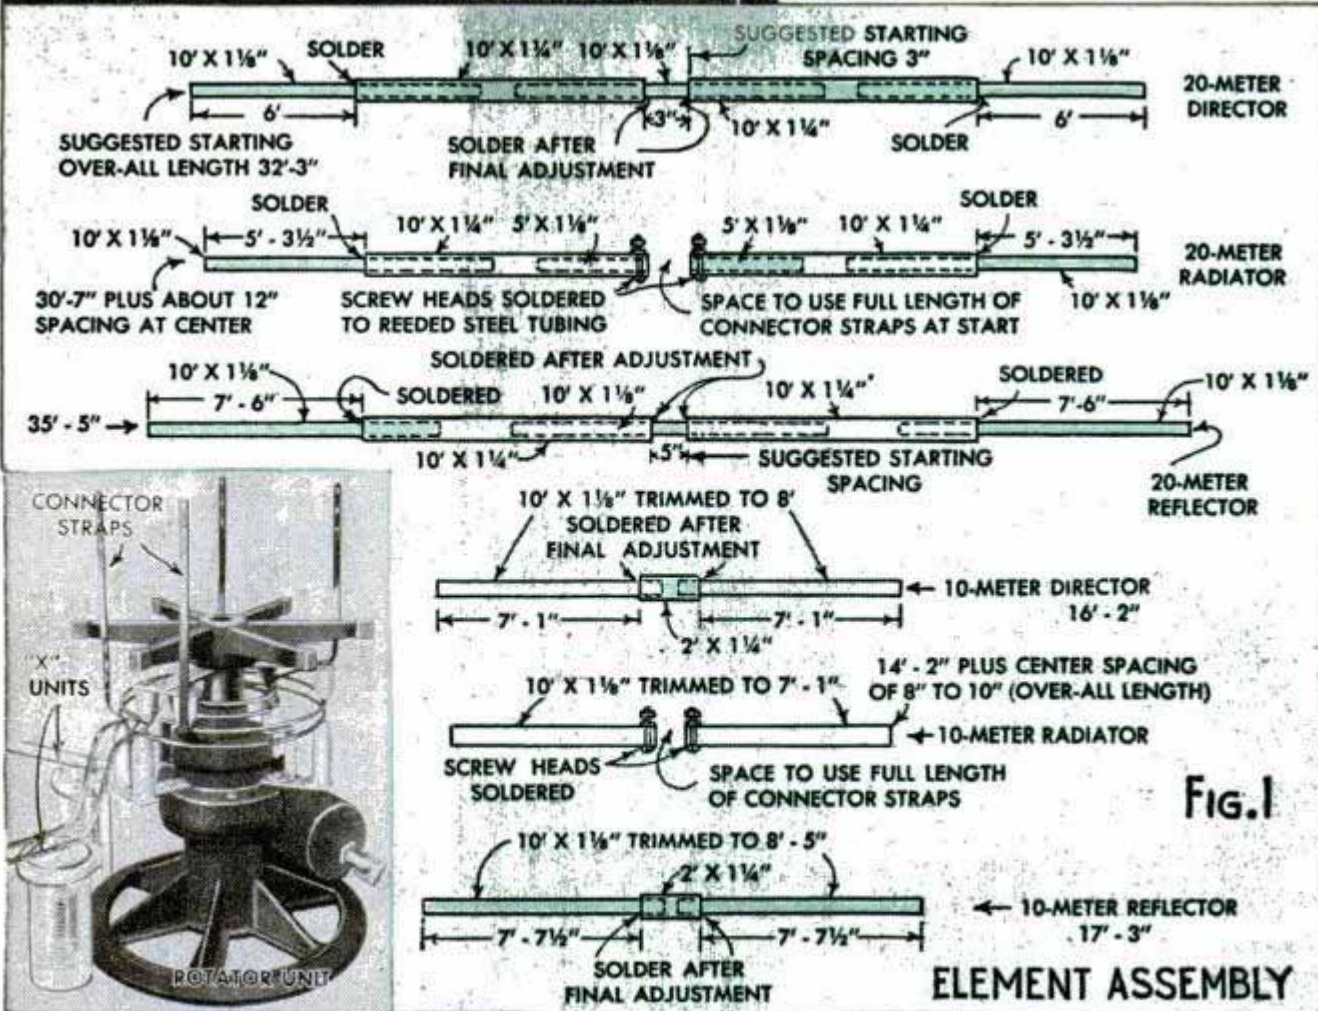 SUGGESTED STARTING
SPACING 3"
10' X 1⅛"
SOLDER
10' X 1¼"
10' X 1⅛"
10' X 1⅛"
20-METER
DIRECTOR
6'
3"
10' X 1¼"
6'
SUGGESTED STARTING
OVER-ALL LENGTH 32'-3"
SOLDER AFTER
FINAL ADJUSTMENT
SOLDER
SOLDER
10' X 1⅛"
5' - 3½"
10' X 1¼"
5' X 1⅛"
5' X 1⅛"
10' X 1¼"
SOLDER
5' - 3½"
20-METER
RADIATOR
30'-7" PLUS ABOUT 12"
SPACING AT CENTER
SCREW HEADS SOLDERED
TO REEDED STEEL TUBING
SPACE TO USE FULL LENGTH OF
CONNECTOR STRAPS AT START
10' X 1⅛"
SOLDERED AFTER ADJUSTMENT
10' X 1⅛"
7' - 6"
SOLDERED
10' X 1⅛"
10' X 1¼"
SOLDERED
7'-6"
10' X 1⅛"
35' - 5"
10' X 1¼"
5"
SUGGESTED STARTING
SPACING
20-METER
REFLECTOR
CONNECTOR
STRAPS
"X"
UNITS
ROTATOR UNIT
10' X 1⅛" TRIMMED TO 8'
SOLDERED AFTER
FINAL ADJUSTMENT
10-METER DIRECTOR
16' - 2"
7' - 1"
7' - 1"
2' X 1¼"
10' X 1⅛" TRIMMED TO 7' - 1"
14' - 2" PLUS CENTER SPACING
OF 8" TO 10" (OVER-ALL LENGTH)
10-METER RADIATOR
SCREW HEADS
SOLDERED
SPACE TO USE FULL LENGTH
OF CONNECTOR STRAPS
FIG.1
10' X 1⅛" TRIMMED TO 8' - 5"
2' X 1¼"
10-METER REFLECTOR
17' - 3"
7' - 7½"
7' - 7½"
SOLDER AFTER
FINAL ADJUSTMENT
ELEMENT ASSEMBLY